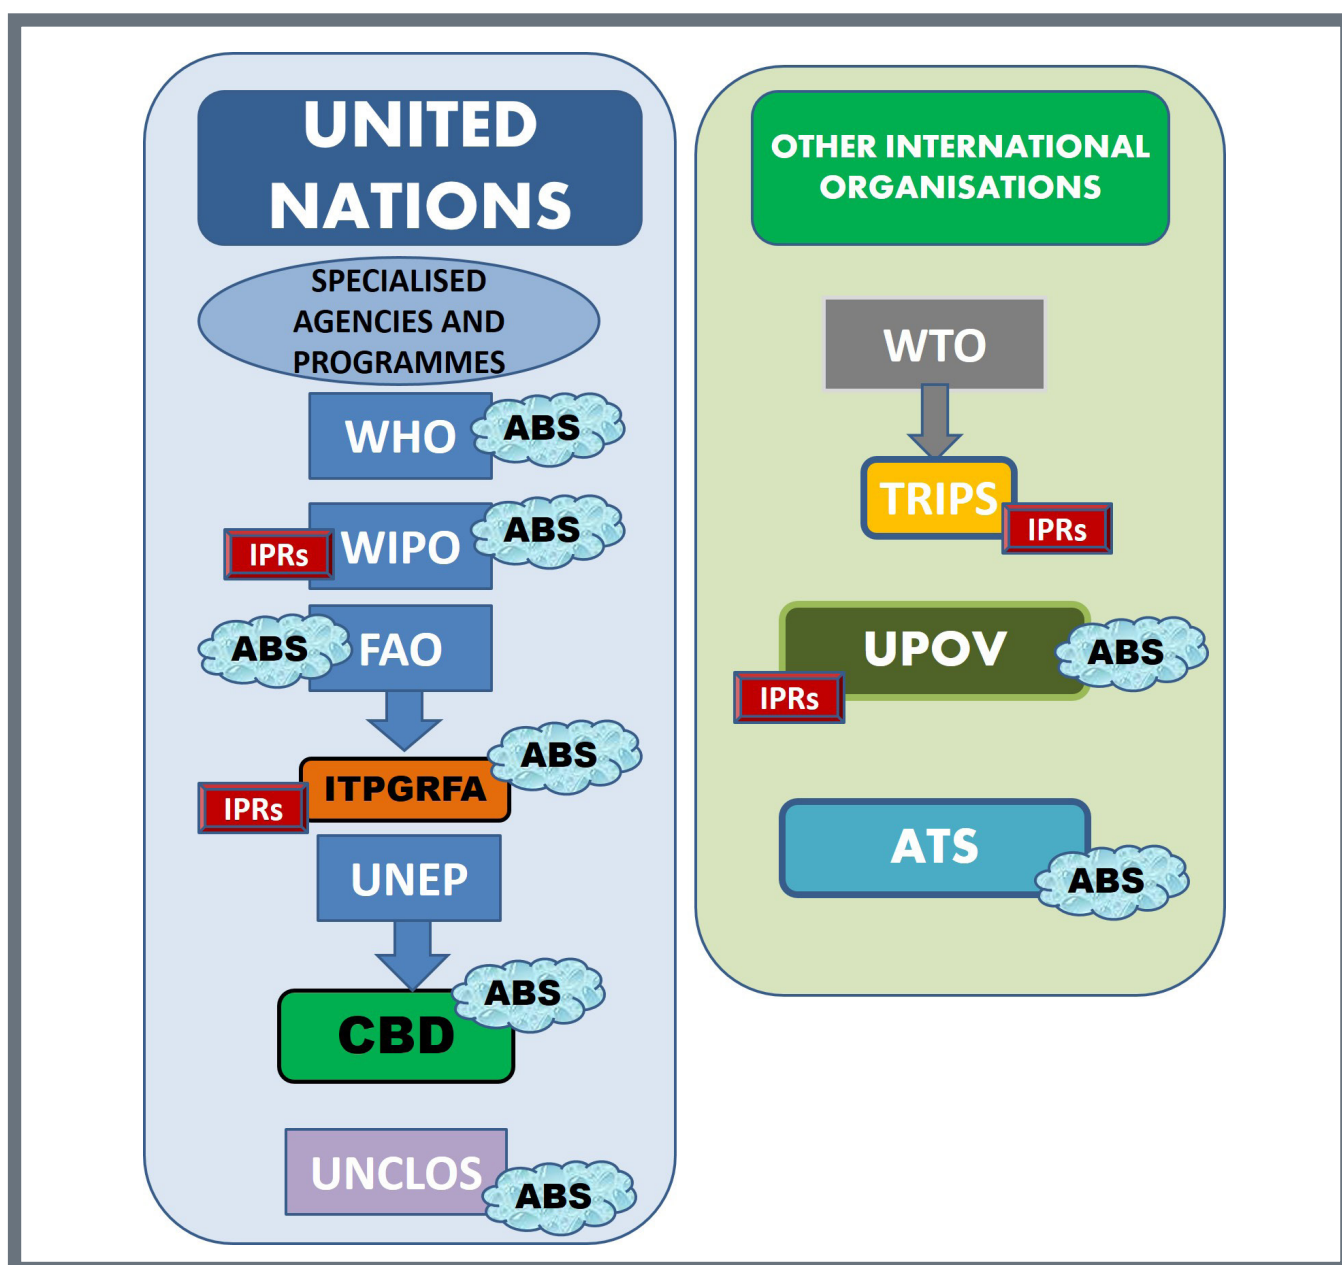 UNITED
NATIONS
SPECIALISED
AGENCIES AND
PROGRAMMES
WHO
ABS
WIPO
ABS
IPRs
FAO
ABS
ITPGRFA
ABS
IPRs
UNEP
CBD
ABS
UNCLOS
ABS
OTHER INTERNATIONAL
ORGANISATIONS
WTO
TRIPS
IPRs
UPOV
ABS
IPRs
ATS
ABS